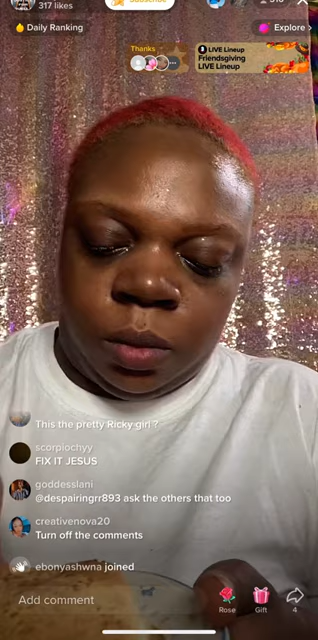 317 likes
Subscribe
Daily Ranking
Explore >
Thanks
LIVE Lineup
Friendsgiving
LIVE Lineup
This the pretty Ricky girl ?
scorpiochyy
FIX IT JESUS
goddesslani
@despairingrr893 ask the others that too
creativenova20
Turn off the comments
ebonyashwna joined
Add comment
Rose
Gift
4